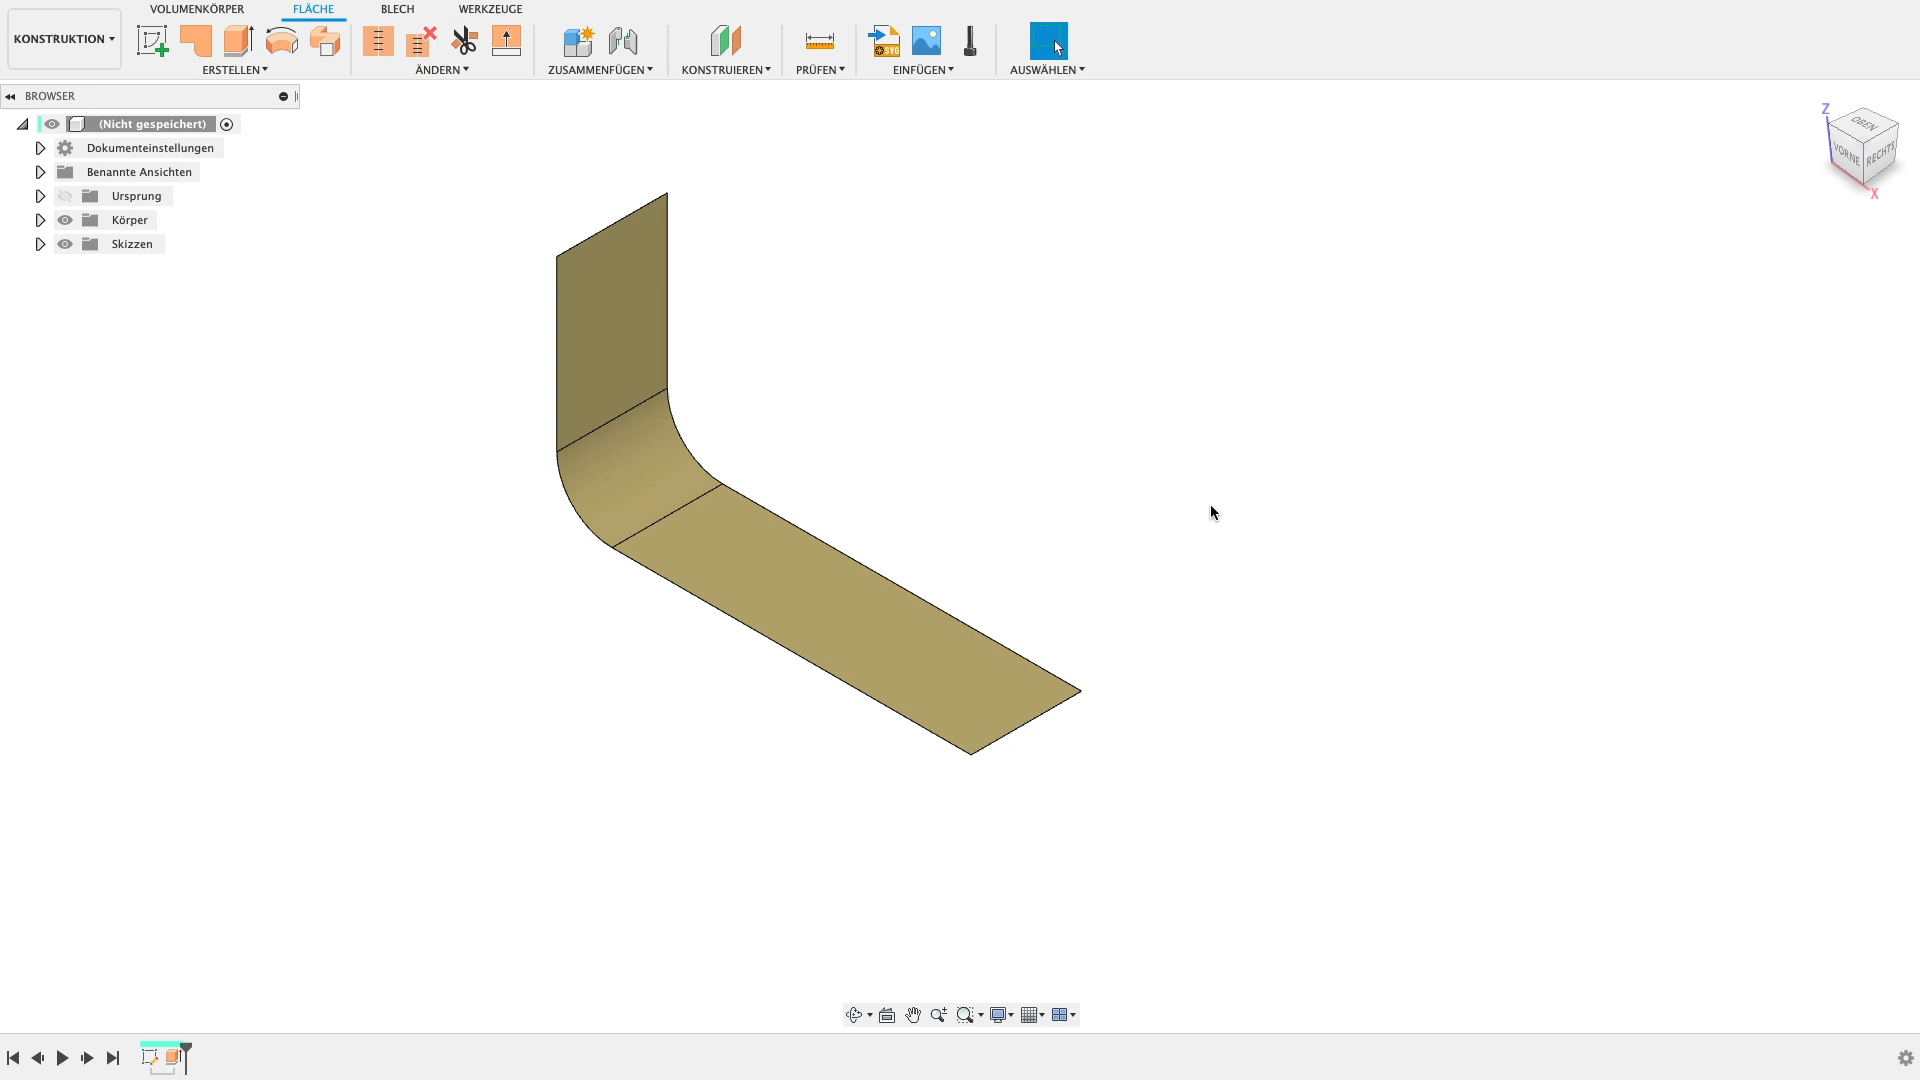 VOLUMENKÖRPER FLÄCHE BLECH WERKZEUGE
KONSTRUKTION
ERSTELLEN ÄNDERN ZUSAMMENFÜGEN KONSTRUIEREN PRÜFEN EINFÜGEN AUSWÄHLEN
SVG
BROWSER
(Nicht gespeichert)
Dokumenteinstellungen
Benannte Ansichten
Ursprung
Körper
Skizzen
Z
OBEN
VORNE RECHTS
X